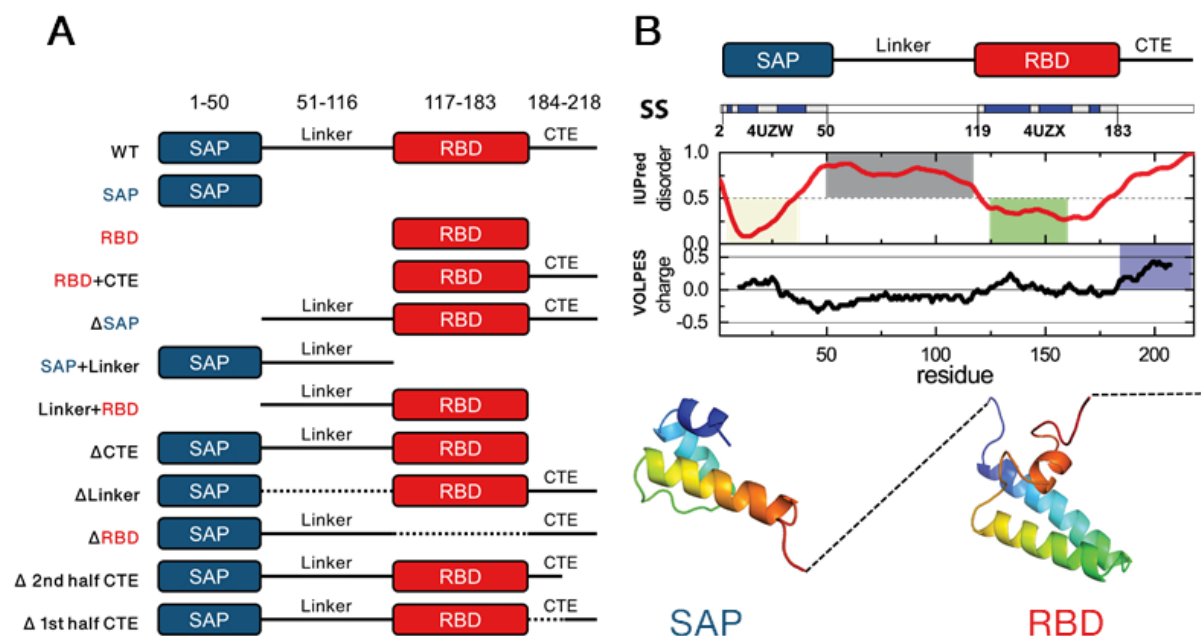 A
1-50 51-116 117-183 184-218
WT SAP Linker RBD CTE
SAP SAP
RBD RBD
RBD+CTE RBD CTE
ΔSAP Linker RBD CTE
SAP+Linker SAP Linker
Linker+RBD Linker RBD
ΔCTE SAP Linker RBD
ΔLinker SAP RBD CTE
ΔRBD SAP Linker CTE
Δ 2nd half CTE SAP Linker RBD CTE
Δ 1st half CTE SAP Linker RBD CTE
B
SAP Linker RBD CTE
SS
2 4UZW 50 119 4UZX 183
IUPred
disorder
1.0
0.5
0.0
VOLPES
charge
0.5
0.0
-0.5
50 100 150 200
residue
SAP RBD